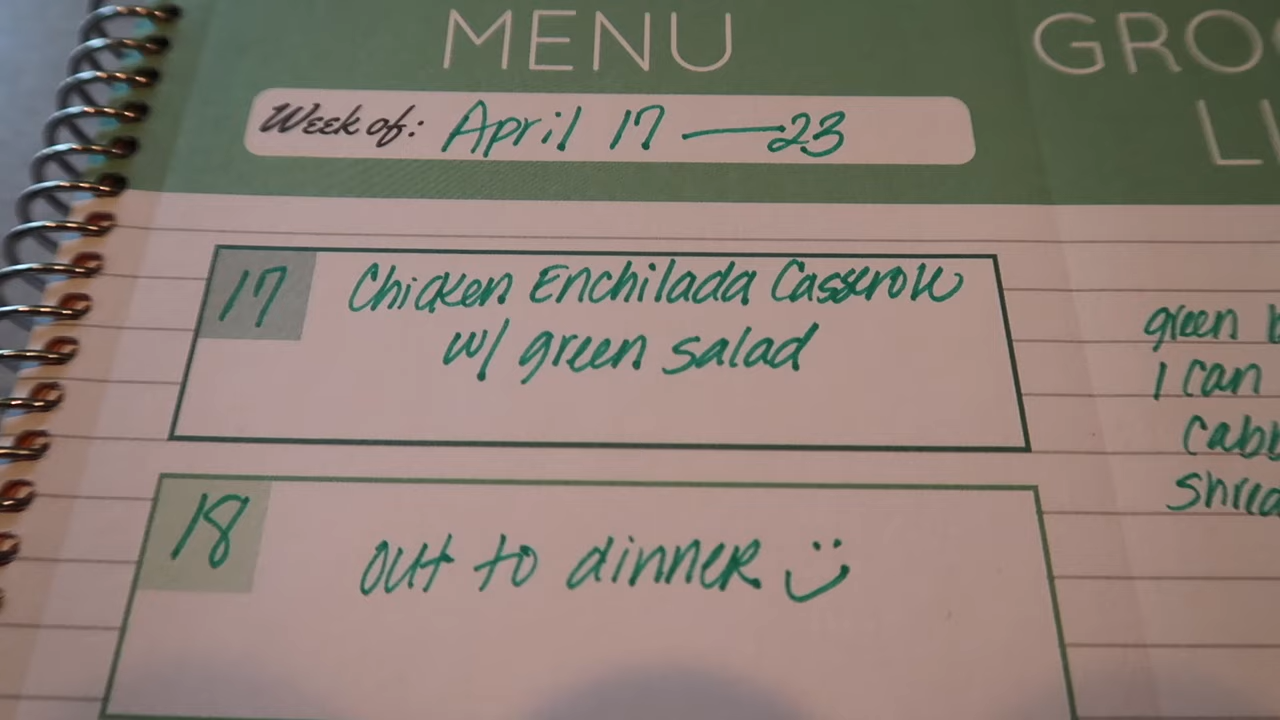 MENU
Week of: April 17 — 23
17
Chicken Enchilada Casserole
w/ green salad
18
out to dinner :)
green
1 can